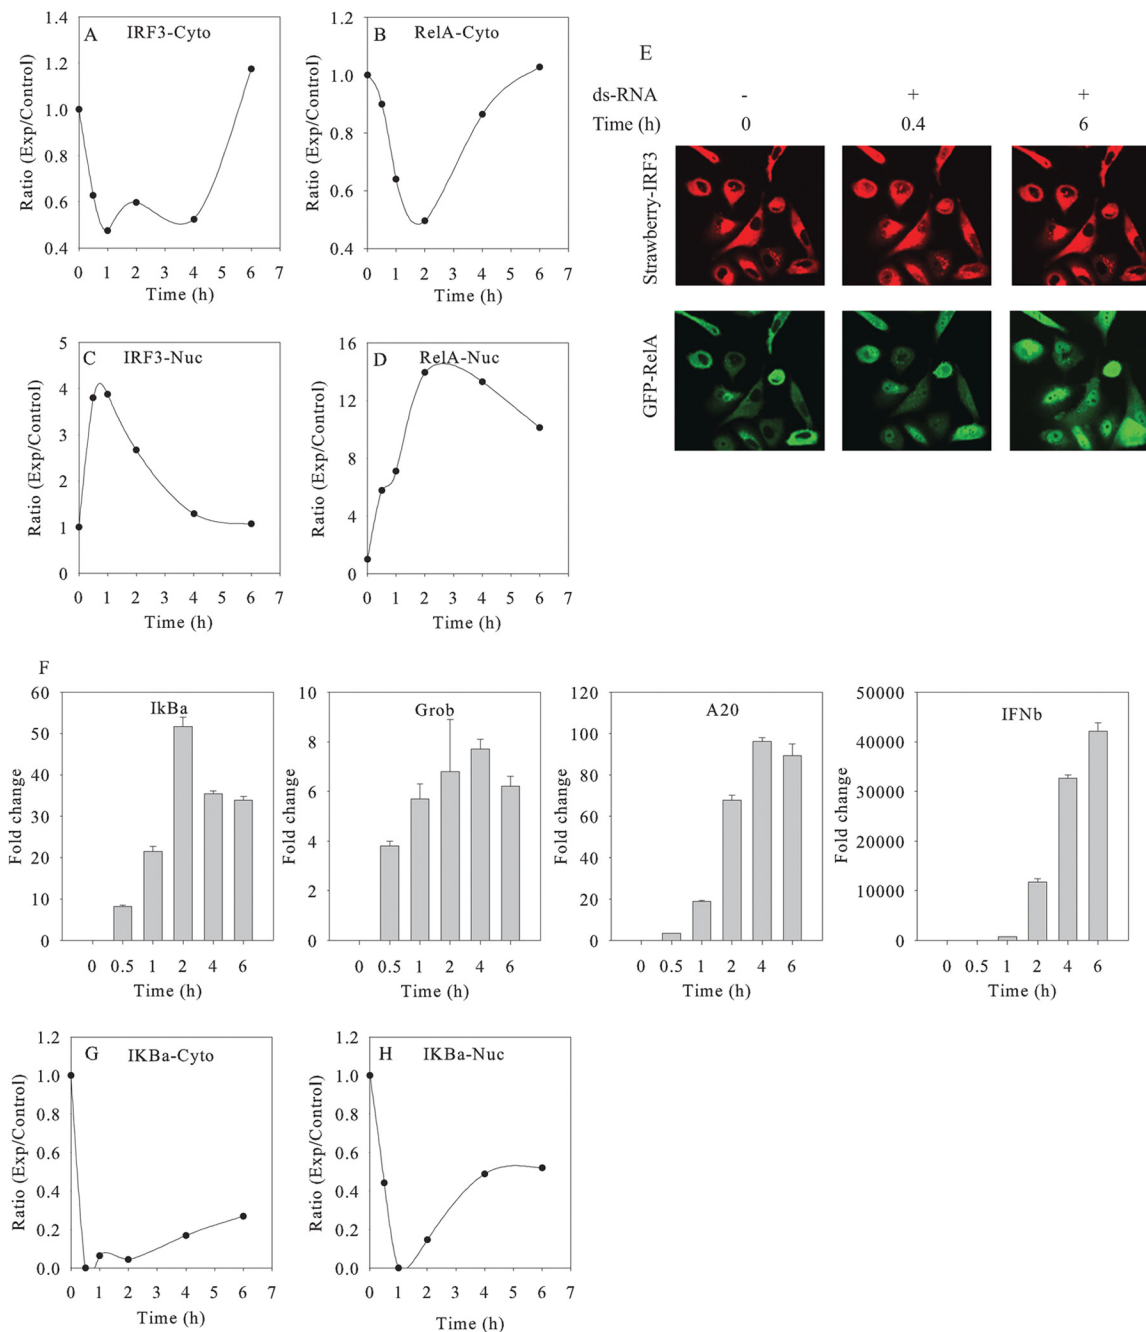 A IRF3-Cyto
Ratio (Exp/Control)
1.4
1.2
1.0
0.8
0.6
0.4
0 1 2 3 4 5 6 7
Time (h)
B RelA-Cyto
Ratio (Exp/Control)
1.2
1.0
0.8
0.6
0.4
0 1 2 3 4 5 6 7
Time (h)
C IRF3-Nuc
Ratio (Exp/Control)
5
4
3
2
1
0
0 1 2 3 4 5 6 7
Time (h)
D RelA-Nuc
Ratio (Exp/Control)
16
12
8
4
0
0 1 2 3 4 5 6 7
Time (h)
E
ds-RNA - + +
Time (h) 0 0.4 6
Strawberry-IRF3
GFP-RelA
F
IkBa
Fold change
60
50
40
30
20
10
0
0 0.5 1 2 4 6
Time (h)
Grob
Fold change
10
8
6
4
2
0
0 0.5 1 2 4 6
Time (h)
A20
Fold change
120
100
80
60
40
20
0
0 0.5 1 2 4 6
Time (h)
IFNb
Fold change
50000
40000
30000
20000
10000
0
0 0.5 1 2 4 6
Time (h)
G IKBa-Cyto
Ratio (Exp/Control)
1.2
1.0
0.8
0.6
0.4
0.2
0.0
0 1 2 3 4 5 6 7
Time (h)
H IKBa-Nuc
Ratio (Exp/Control)
1.2
1.0
0.8
0.6
0.4
0.2
0.0
0 1 2 3 4 5 6 7
Time (h)